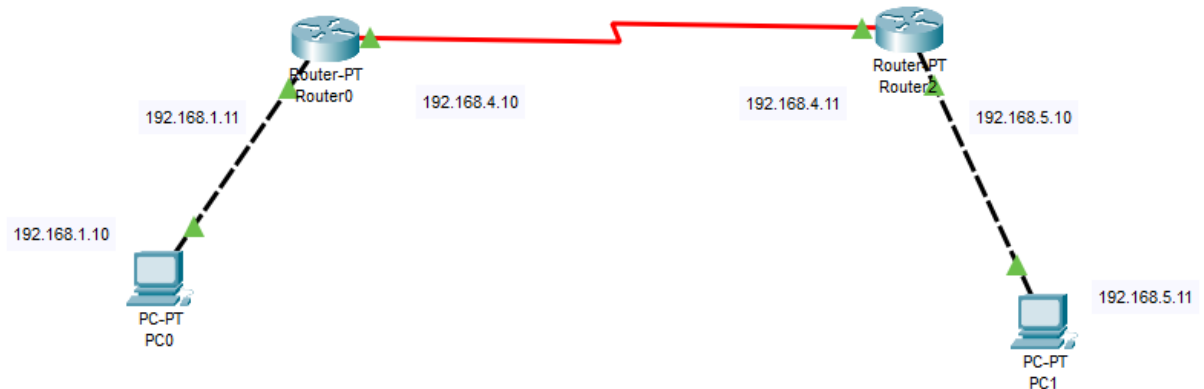 Router-PT
Router0
Router-PT
Router2
192.168.4.10
192.168.4.11
192.168.1.11
192.168.5.10
192.168.1.10
192.168.5.11
PC-PT
PC0
PC-PT
PC1